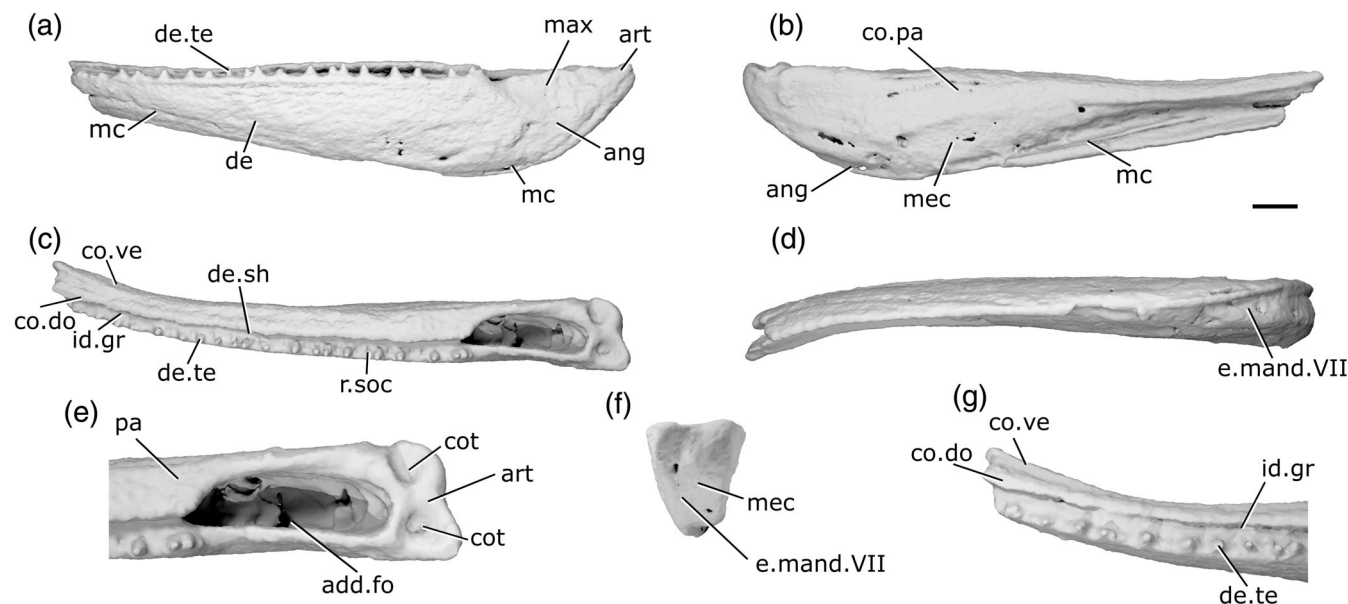 (a)
de.te
max
art
mc
de
ang
mc
(b)
co.pa
ang
mec
mc
(c)
co.ve
de.sh
co.do
id.gr
de.te
r.soc
(d)
e.mand.VII
(e)
pa
cot
art
cot
add.fo
(f)
mec
e.mand.VII
(g)
co.ve
co.do
id.gr
de.te